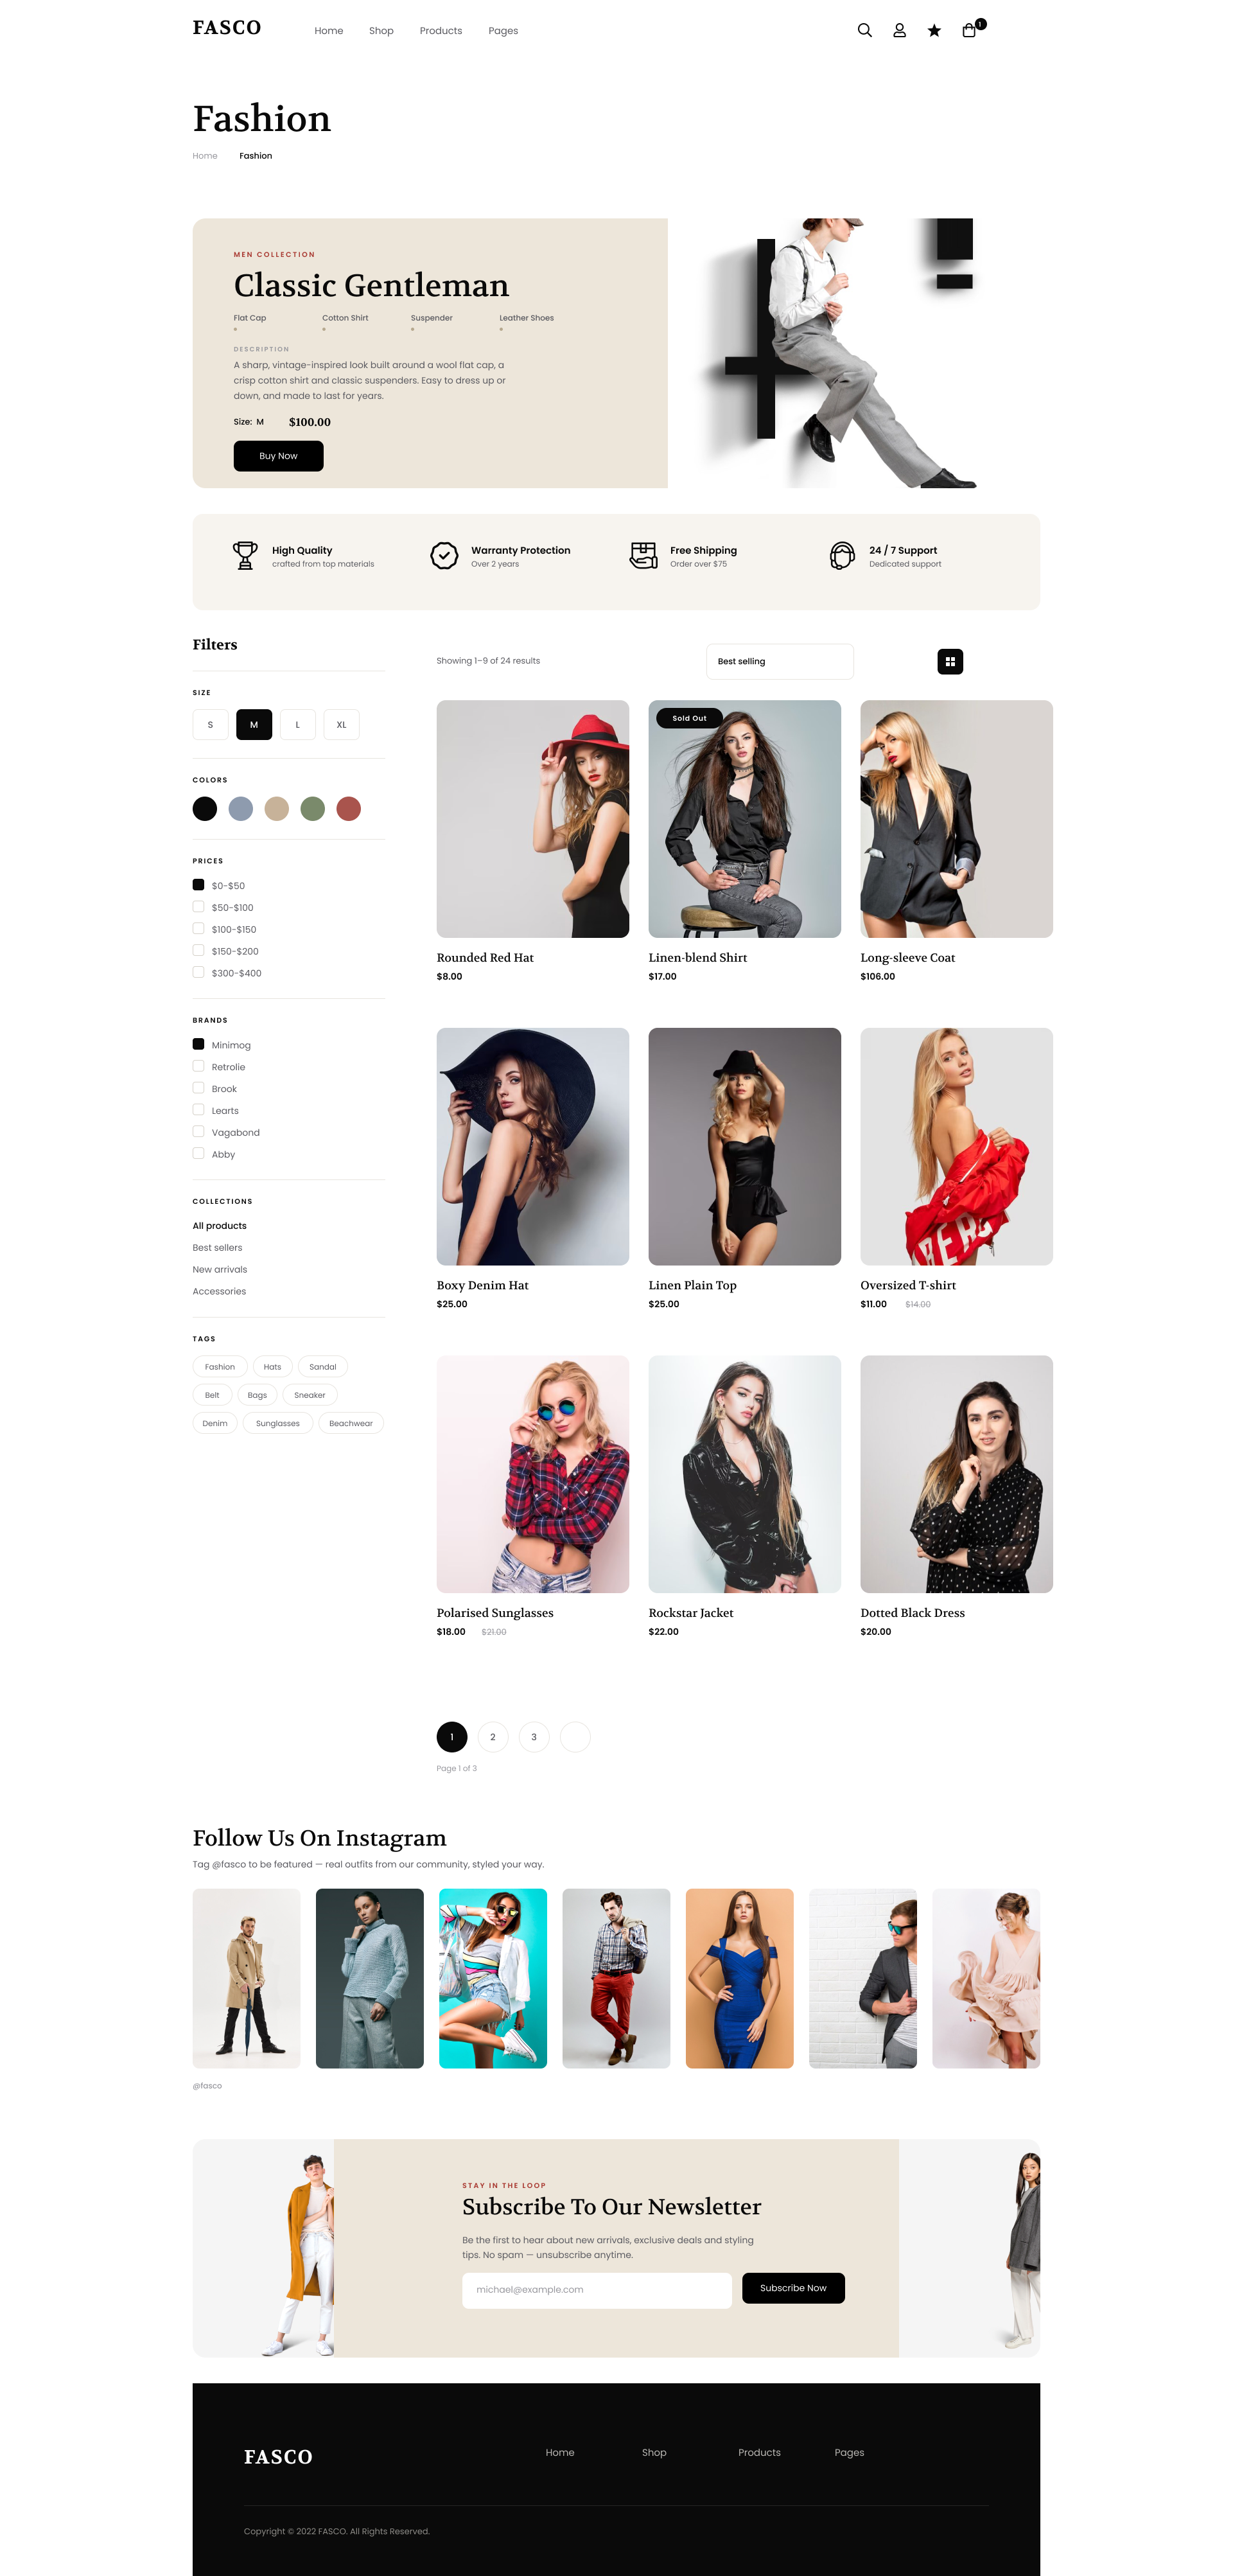 FASCO
Home
Shop
Products
Pages
1
Fashion
Home
Fashion
MEN COLLECTION
Classic Gentleman
Flat Cap
Cotton Shirt
Suspender
Leather Shoes
DESCRIPTION
A sharp, vintage-inspired look built around a wool flat cap, a
crisp cotton shirt and classic suspenders. Easy to dress up or
down, and made to last for years.
Size: M
$100.00
Buy Now
High Quality
crafted from top materials
Warranty Protection
Over 2 years
Free Shipping
Order over $75
24 / 7 Support
Dedicated support
Filters
SIZE
S
M
L
XL
COLORS
PRICES
$0-$50
$50-$100
$100-$150
$150-$200
$300-$400
BRANDS
Minimog
Retrolie
Brook
Learts
Vagabond
Abby
COLLECTIONS
All products
Best sellers
New arrivals
Accessories
TAGS
Fashion
Hats
Sandal
Belt
Bags
Sneaker
Denim
Sunglasses
Beachwear
Showing 1–9 of 24 results
Best selling
Sold Out
Rounded Red Hat
$8.00
Linen-blend Shirt
$17.00
Long-sleeve Coat
$106.00
BERG
Boxy Denim Hat
$25.00
Linen Plain Top
$25.00
Oversized T-shirt
$11.00 $14.00
Polarised Sunglasses
$18.00 $21.00
Rockstar Jacket
$22.00
Dotted Black Dress
$20.00
1
2
3
Page 1 of 3
Follow Us On Instagram
Tag @fasco to be featured — real outfits from our community, styled your way.
@fasco
STAY IN THE LOOP
Subscribe To Our Newsletter
Be the first to hear about new arrivals, exclusive deals and styling
tips. No spam — unsubscribe anytime.
michael@example.com
Subscribe Now
FASCO
Home
Shop
Products
Pages
Copyright © 2022 FASCO. All Rights Reserved.